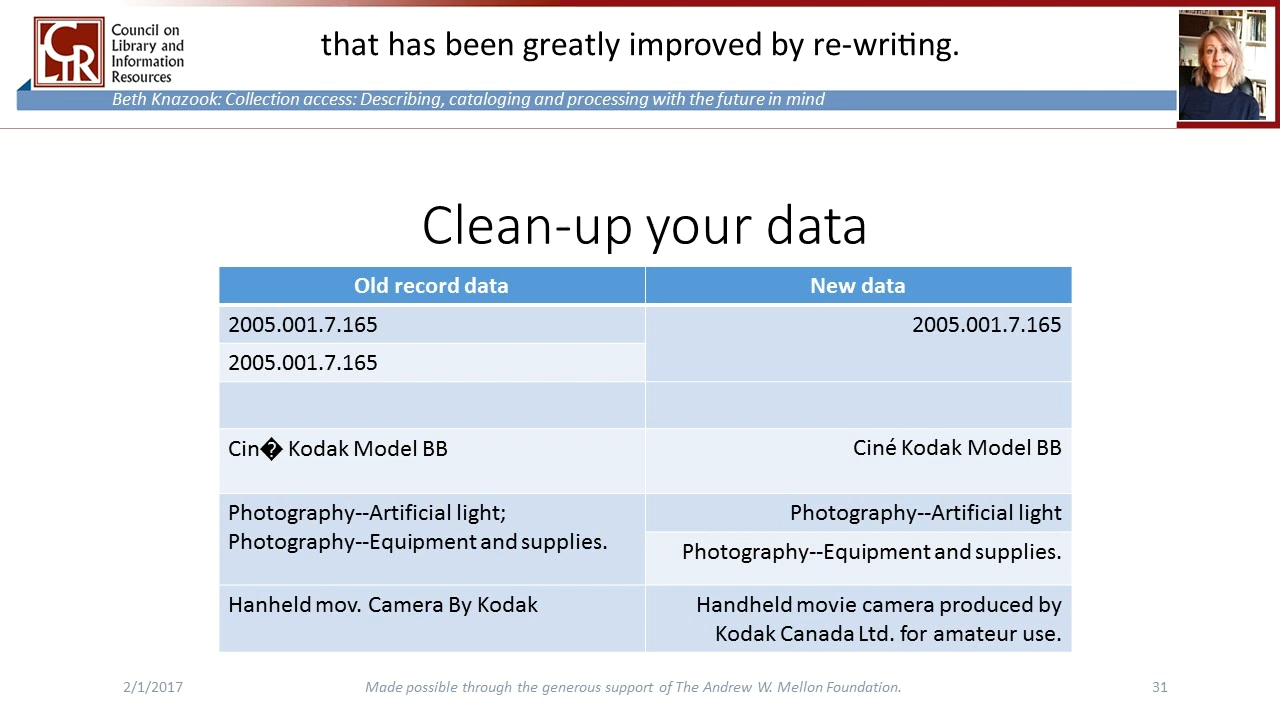 Council on
Library and
Information
Resources
CLIR
that has been greatly improved by re-writing.
Beth Knazook: Collection access: Describing, cataloging and processing with the future in mind
Clean-up your data
Old record data New data
2005.001.7.165 2005.001.7.165
2005.001.7.165
Cin� Kodak Model BB Ciné Kodak Model BB
Photography--Artificial light; Photography--Artificial light
Photography--Equipment and supplies. Photography--Equipment and supplies.
Hanheld mov. Camera By Kodak Handheld movie camera produced by
Kodak Canada Ltd. for amateur use.
2/1/2017 Made possible through the generous support of The Andrew W. Mellon Foundation. 31